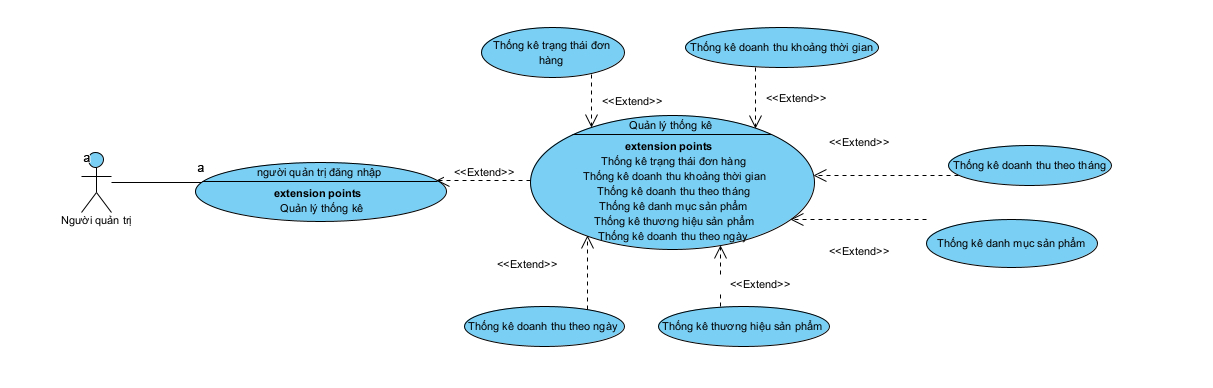 Thống kê trạng thái đơn
hàng
Thống kê doanh thu khoảng thời gian
<<Extend>>
<<Extend>>
Quản lý thống kê
extension points
Thống kê trạng thái đơn hàng
Thống kê doanh thu khoảng thời gian
Thống kê doanh thu theo tháng
Thống kê danh mục sản phẩm
Thống kê thương hiệu sản phẩm
Thống kê doanh thu theo ngày
<<Extend>>
Thống kê doanh thu theo tháng
a
Người quản trị
a
người quản trị đăng nhập
extension points
Quản lý thống kê
<<Extend>>
Thống kê danh mục sản phẩm
<<Extend>>
<<Extend>>
<<Extend>>
Thống kê doanh thu theo ngày
Thống kê thương hiệu sản phẩm